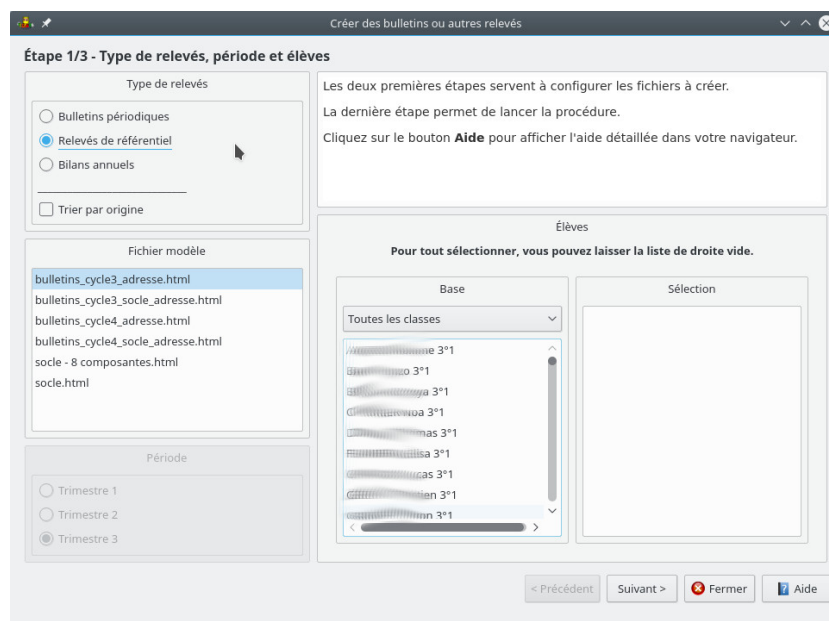 Créer des bulletins ou autres relevés
Étape 1/3 - Type de relevés, période et élèves
Type de relevés
Bulletins périodiques
Relevés de référentiel
Bilans annuels
Trier par origine
Les deux premières étapes servent à configurer les fichiers à créer.
La dernière étape permet de lancer la procédure.
Cliquez sur le bouton Aide pour afficher l'aide détaillée dans votre navigateur.
Fichier modèle
bulletins_cycle3_adresse.html
bulletins_cycle3_socle_adresse.html
bulletins_cycle4_adresse.html
bulletins_cycle4_socle_adresse.html
socle - 8 composantes.html
socle.html
Période
Trimestre 1
Trimestre 2
Trimestre 3
Élèves
Pour tout sélectionner, vous pouvez laisser la liste de droite vide.
Base
Toutes les classes
3°1
3°1
3°1
3°1
3°1
3°1
3°1
3°1
3°1
Sélection
< Précédent
Suivant >
Fermer
Aide